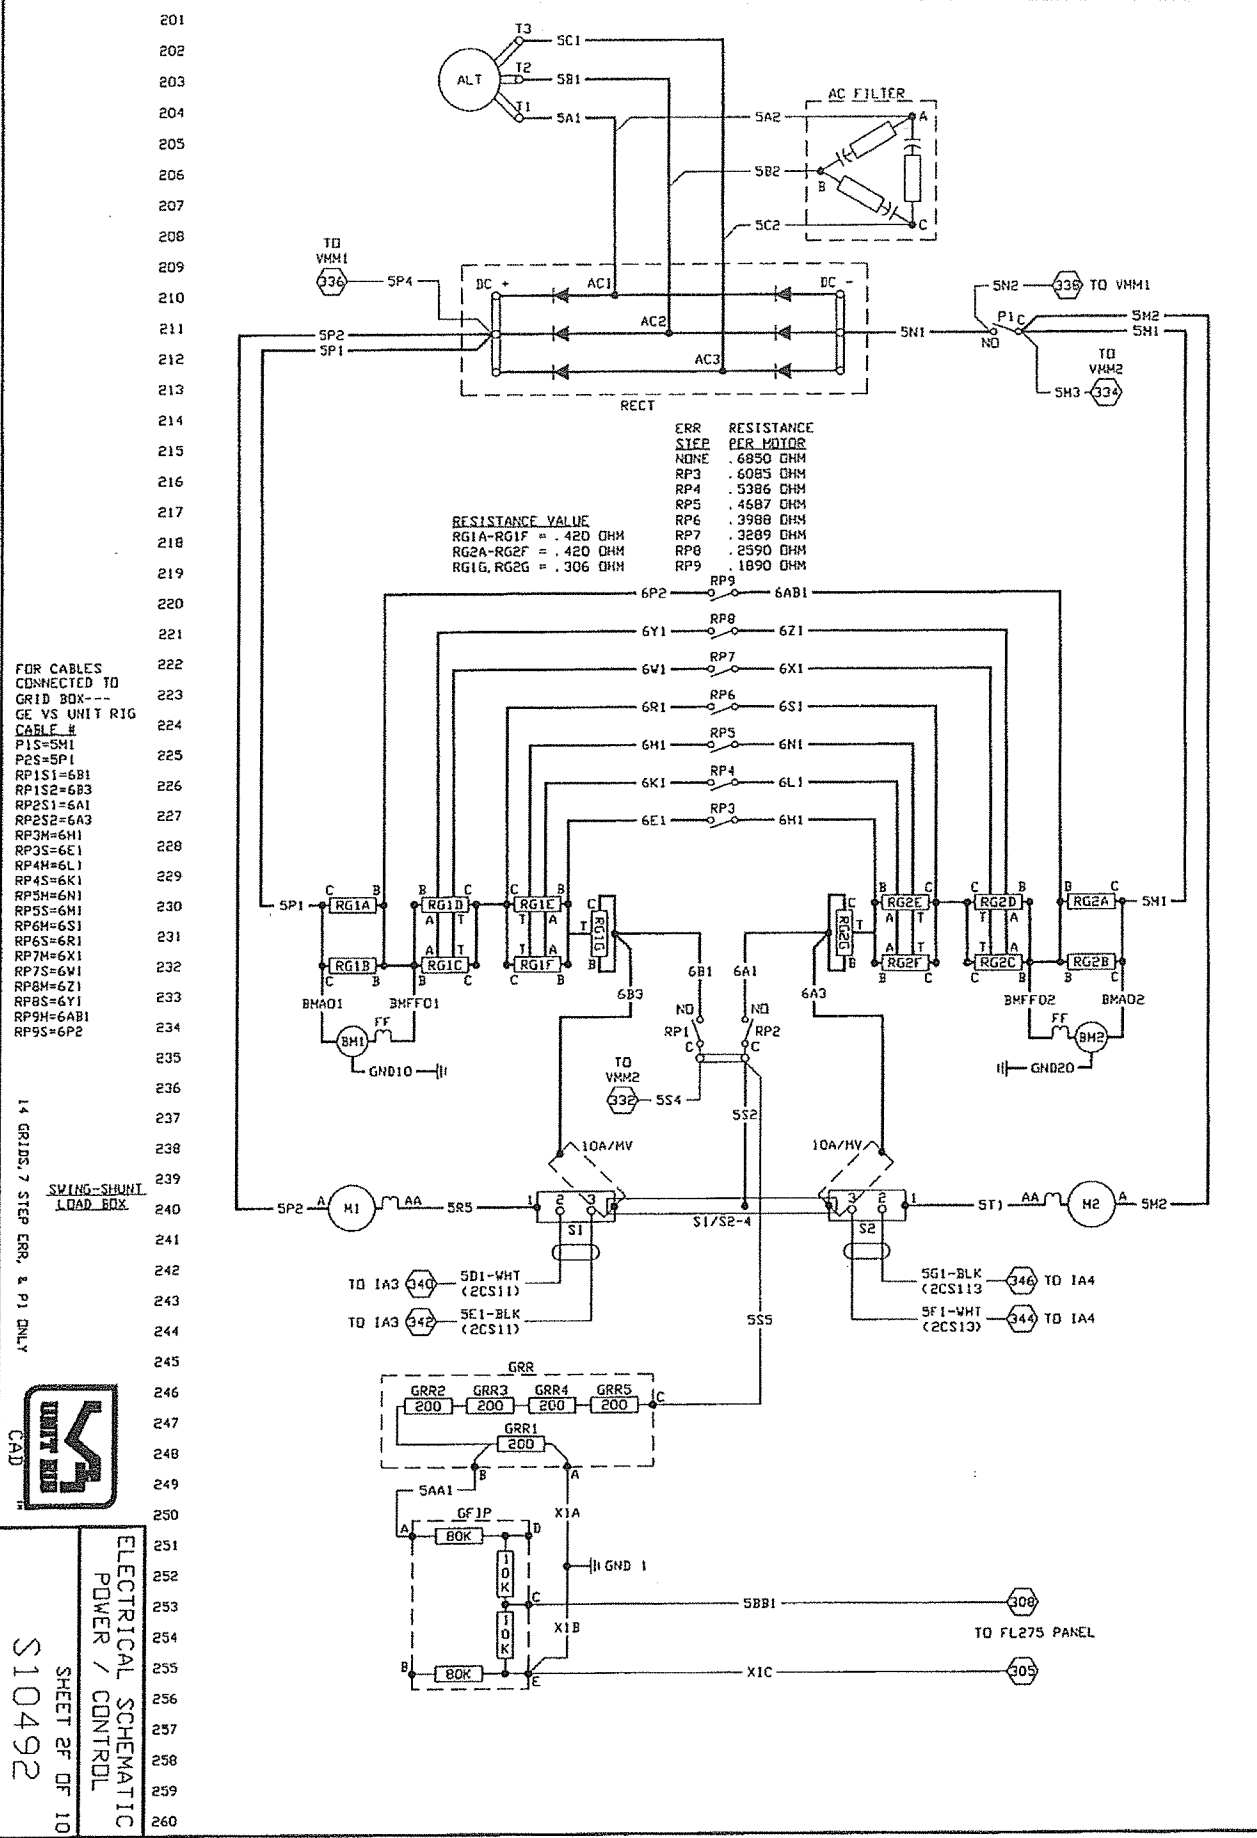 201
202
203
204
205
206
207
208
209
210
211
212
213
214
215
216
217
218
219
220
221
222
223
224
225
226
227
228
229
230
231
232
233
234
235
236
237
238
239
240
241
242
243
244
245
246
247
248
249
250
251
252
253
254
255
256
257
258
259
260
T3
5C1
ALT
T2
5B1
T1
5A1
AC FILTER
5A2
A
5B2
B
5C2
C
TO
VMM1
336
5P4
DC +
AC1
DC -
5N2
338 TO VMM1
P1 C
5M2
5P2
AC2
5N1
5M1
5P1
NO
AC3
TO
VMM2
5M3
334
RECT
ERR RESISTANCE
STEP PER MOTOR
NONE .6850 OHM
RP3 .6085 OHM
RP4 .5386 OHM
RP5 .4687 OHM
RP6 .3988 OHM
RP7 .3289 OHM
RP8 .2590 OHM
RP9 .1890 OHM
RESISTANCE VALUE
RG1A-RG1F = .420 OHM
RG2A-RG2F = .420 OHM
RG1G, RG2G = .306 OHM
6P2 RP9 6AB1
6Y1 RP8 6Z1
6W1 RP7 6X1
6R1 RP6 6S1
6M1 RP5 6N1
6K1 RP4 6L1
6E1 RP3 6H1
FOR CABLES
CONNECTED TO
GRID BOX---
GE VS UNIT RIG
CABLE #
P1S=5M1
P2S=5P1
RP1S1=6B1
RP1S2=6B3
RP2S1=6A1
RP2S2=6A3
RP3M=6H1
RP3S=6E1
RP4M=6L1
RP4S=6K1
RP5M=6N1
RP5S=6M1
RP6M=6S1
RP6S=6R1
RP7M=6X1
RP7S=6W1
RP8M=6Z1
RP8S=6Y1
RP9M=6AB1
RP9S=6P2
C B B C C B C B C B C C B B C
5P1 RG1A RG1D RG1E RG1G RG2G RG2E RG2D RG2A 5M1
A T T A T T A T T A
A T T A A T T A
RG1B RG1C RG1F B B RG2F RG2C RG2B
C B B C C B B C C B B C
6B1 6A1
6B3 6A3
BMA01 BMFF01 BMFF02 BMA02
NO NO
FF RP1 RP2 FF
BM1 C C BM2
GND10 GND20
TO
VMM2
332 5S4
5S2
10A/MV 10A/MV
SWING-SHUNT
LOAD BOX
5P2 A M1 AA 5R5 1 2 3 3 2 1 5T1 AA M2 A 5M2
S1 S1/S2-4 S2
TO IA3 340 5D1-WHT
(2CS11)
TO IA3 342 5E1-BLK
(2CS11)
5G1-BLK 346 TO IA4
(2CS113
5F1-WHT 344 TO IA4
(2CS13)
5S5
GRR
GRR2 GRR3 GRR4 GRR5
200 200 200 200 C
GRR1
200
B A
5AA1
GF1P X1A
A 80K D
10K
GND 1
C 5BB1 308
10K X1B
TO FL275 PANEL
B 80K E X1C 305
14 GRIDS, 7 STEP ERR, & P1 ONLY
UNIT RIG
CAD
TM
ELECTRICAL SCHEMATIC
POWER / CONTROL
SHEET 2F OF 10
S10492